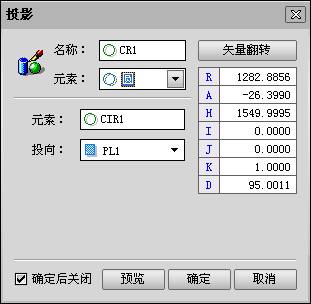 投影
名称： CR1
元素： 圆
元素： CIR1
投向： PL1
矢量翻转
R 1282.8856
A -26.3990
H 1549.9995
I 0.0000
J 0.0000
K 1.0000
D 95.0011
确定后关闭 预览 确定 取消